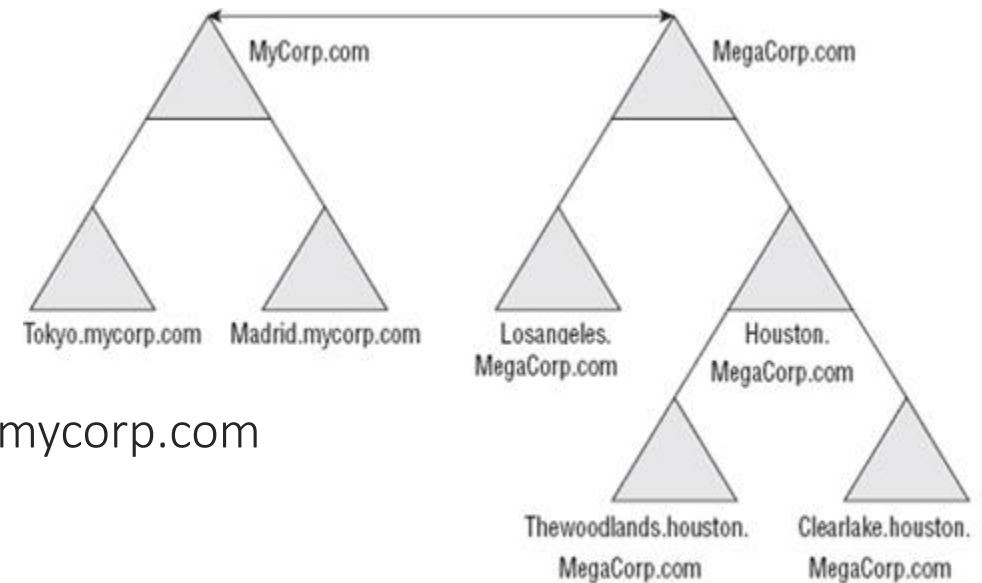 MyCorp.com
MegaCorp.com
Tokyo.mycorp.com
Madrid.mycorp.com
Losangeles.
MegaCorp.com
Houston.
MegaCorp.com
mycorp.com
Thewoodlands.houston.
MegaCorp.com
Clearlake.houston.
MegaCorp.com